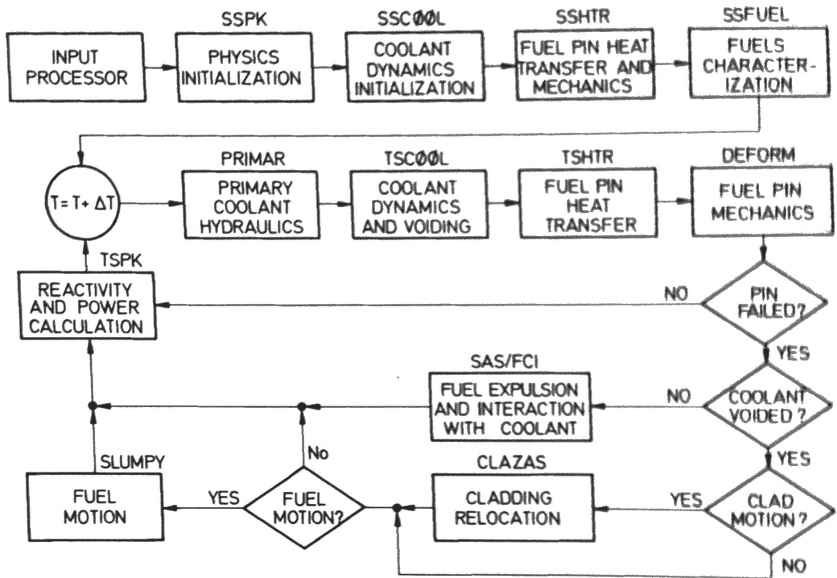 SSPK
SSCØØL
SSHTR
SSFUEL
INPUT
PROCESSOR
PHYSICS
INITIALIZATION
COOLANT
DYNAMICS
INITIALIZATION
FUEL PIN HEAT
TRANSFER AND
MECHANICS
FUELS
CHARACTER-
IZATION
PRIMAR
TSCØØL
TSHTR
DEFORM
T=T+ ΔT
PRIMARY
COOLANT
HYDRAULICS
COOLANT
DYNAMICS
AND VOIDING
FUEL PIN
HEAT
TRANSFER
FUEL PIN
MECHANICS
TSPK
REACTIVITY
AND POWER
CALCULATION
NO
PIN
FAILED?
YES
SAS/FCI
FUEL EXPULSION
AND INTERACTION
WITH COOLANT
NO
COOLANT
VOIDED?
YES
SLUMPY
No
CLAZAS
FUEL
MOTION
YES
FUEL
MOTION?
CLADDING
RELOCATION
YES
CLAD
MOTION?
NO